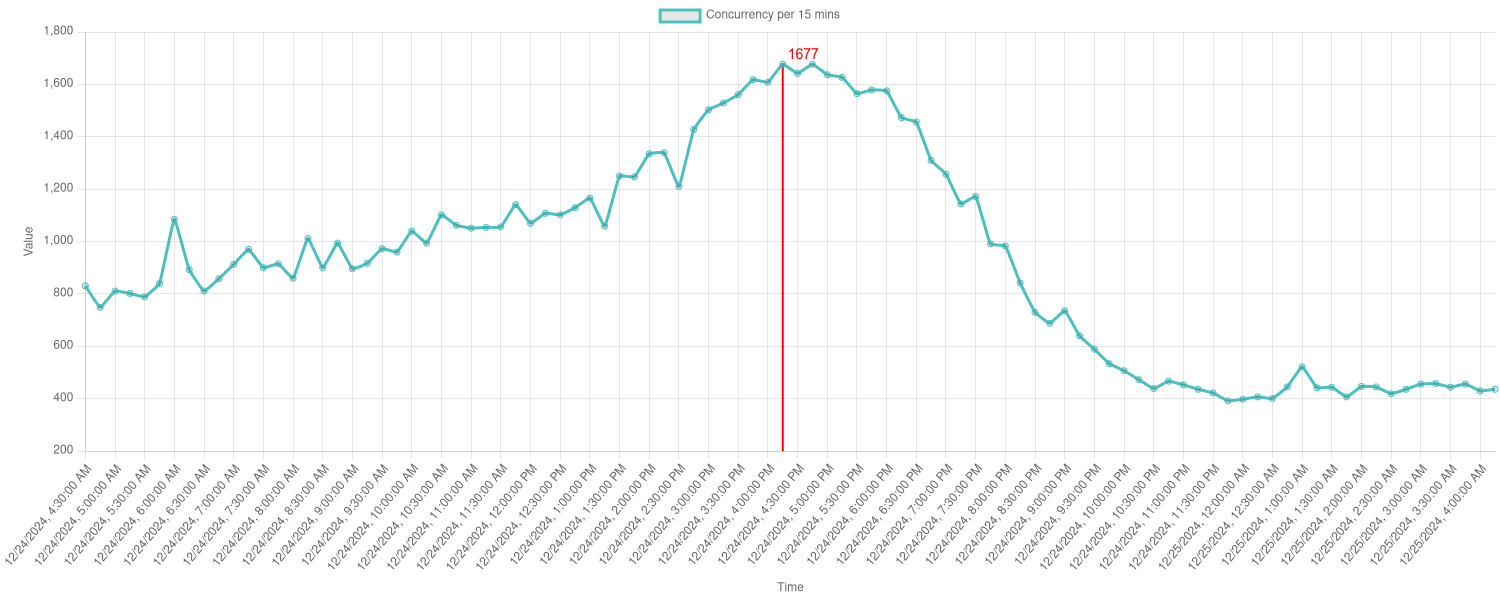 Concurrency per 15 mins
1,800
1677
1,600
1,400
1,200
1,000
800
600
400
200
Value
12/24/2024, 4:30:00 AM
12/24/2024, 5:00:00 AM
12/24/2024, 5:30:00 AM
12/24/2024, 6:00:00 AM
12/24/2024, 6:30:00 AM
12/24/2024, 7:00:00 AM
12/24/2024, 7:30:00 AM
12/24/2024, 8:00:00 AM
12/24/2024, 8:30:00 AM
12/24/2024, 9:00:00 AM
12/24/2024, 9:30:00 AM
12/24/2024, 10:00:00 AM
12/24/2024, 10:30:00 AM
12/24/2024, 11:00:00 AM
12/24/2024, 11:30:00 AM
12/24/2024, 12:00:00 PM
12/24/2024, 12:30:00 PM
12/24/2024, 1:00:00 PM
12/24/2024, 1:30:00 PM
12/24/2024, 2:00:00 PM
12/24/2024, 2:30:00 PM
12/24/2024, 3:00:00 PM
12/24/2024, 3:30:00 PM
12/24/2024, 4:00:00 PM
12/24/2024, 4:30:00 PM
12/24/2024, 5:00:00 PM
12/24/2024, 5:30:00 PM
12/24/2024, 6:00:00 PM
12/24/2024, 6:30:00 PM
12/24/2024, 7:00:00 PM
12/24/2024, 7:30:00 PM
12/24/2024, 8:00:00 PM
12/24/2024, 8:30:00 PM
12/24/2024, 9:00:00 PM
12/24/2024, 9:30:00 PM
12/24/2024, 10:00:00 PM
12/24/2024, 10:30:00 PM
12/24/2024, 11:00:00 PM
12/24/2024, 11:30:00 PM
12/25/2024, 12:00:00 AM
12/25/2024, 12:30:00 AM
12/25/2024, 1:00:00 AM
12/25/2024, 1:30:00 AM
12/25/2024, 2:00:00 AM
12/25/2024, 2:30:00 AM
12/25/2024, 3:00:00 AM
12/25/2024, 3:30:00 AM
12/25/2024, 4:00:00 AM
Time